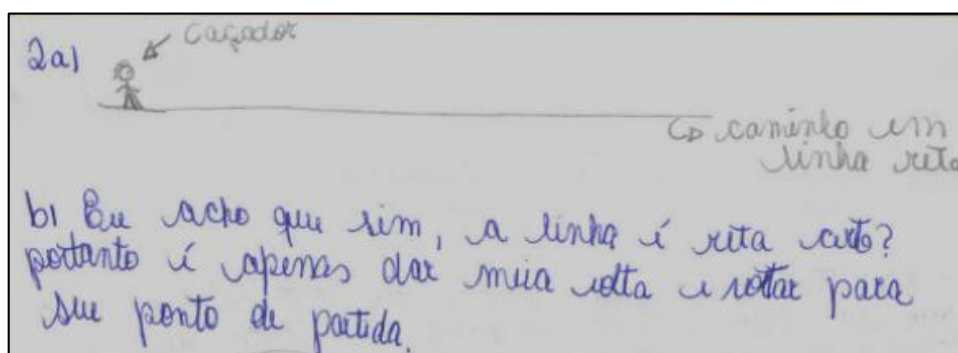 2a) caçador
caminho em
linha reta
b) Eu acho que sim, a linha é reta certo?
portanto é apenas dar meia volta e voltar para
seu ponto de partida.